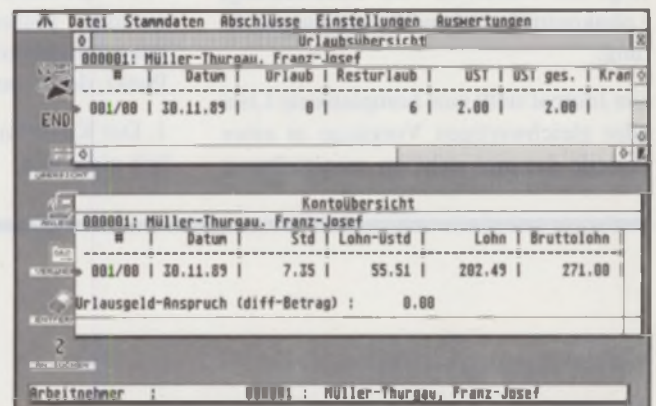 Datei Stammdaten Abschlüsse Einstellungen Auswertungen
Urlaubsübersicht
000001: Müller-Thurgau, Franz-Josef
# | Datum | Urlaub | Resturlaub | UST | UST ges. | Kran
001/00 | 30.11.89 | 0 | 6 | 2.00 | 2.00 |
END
Kontoübersicht
000001: Müller-Thurgau, Franz-Josef
# | Datum | Std | Lohn-Ustd | Lohn | Bruttolohn |
001/00 | 30.11.89 | 7.35 | 55.51 | 202.49 | 271.00 |
Urlausgeld-Anspruch (diff-Betrag) : 0.00
2
Arbeitnehmer : 000001 : Müller-Thurgau, Franz-Josef